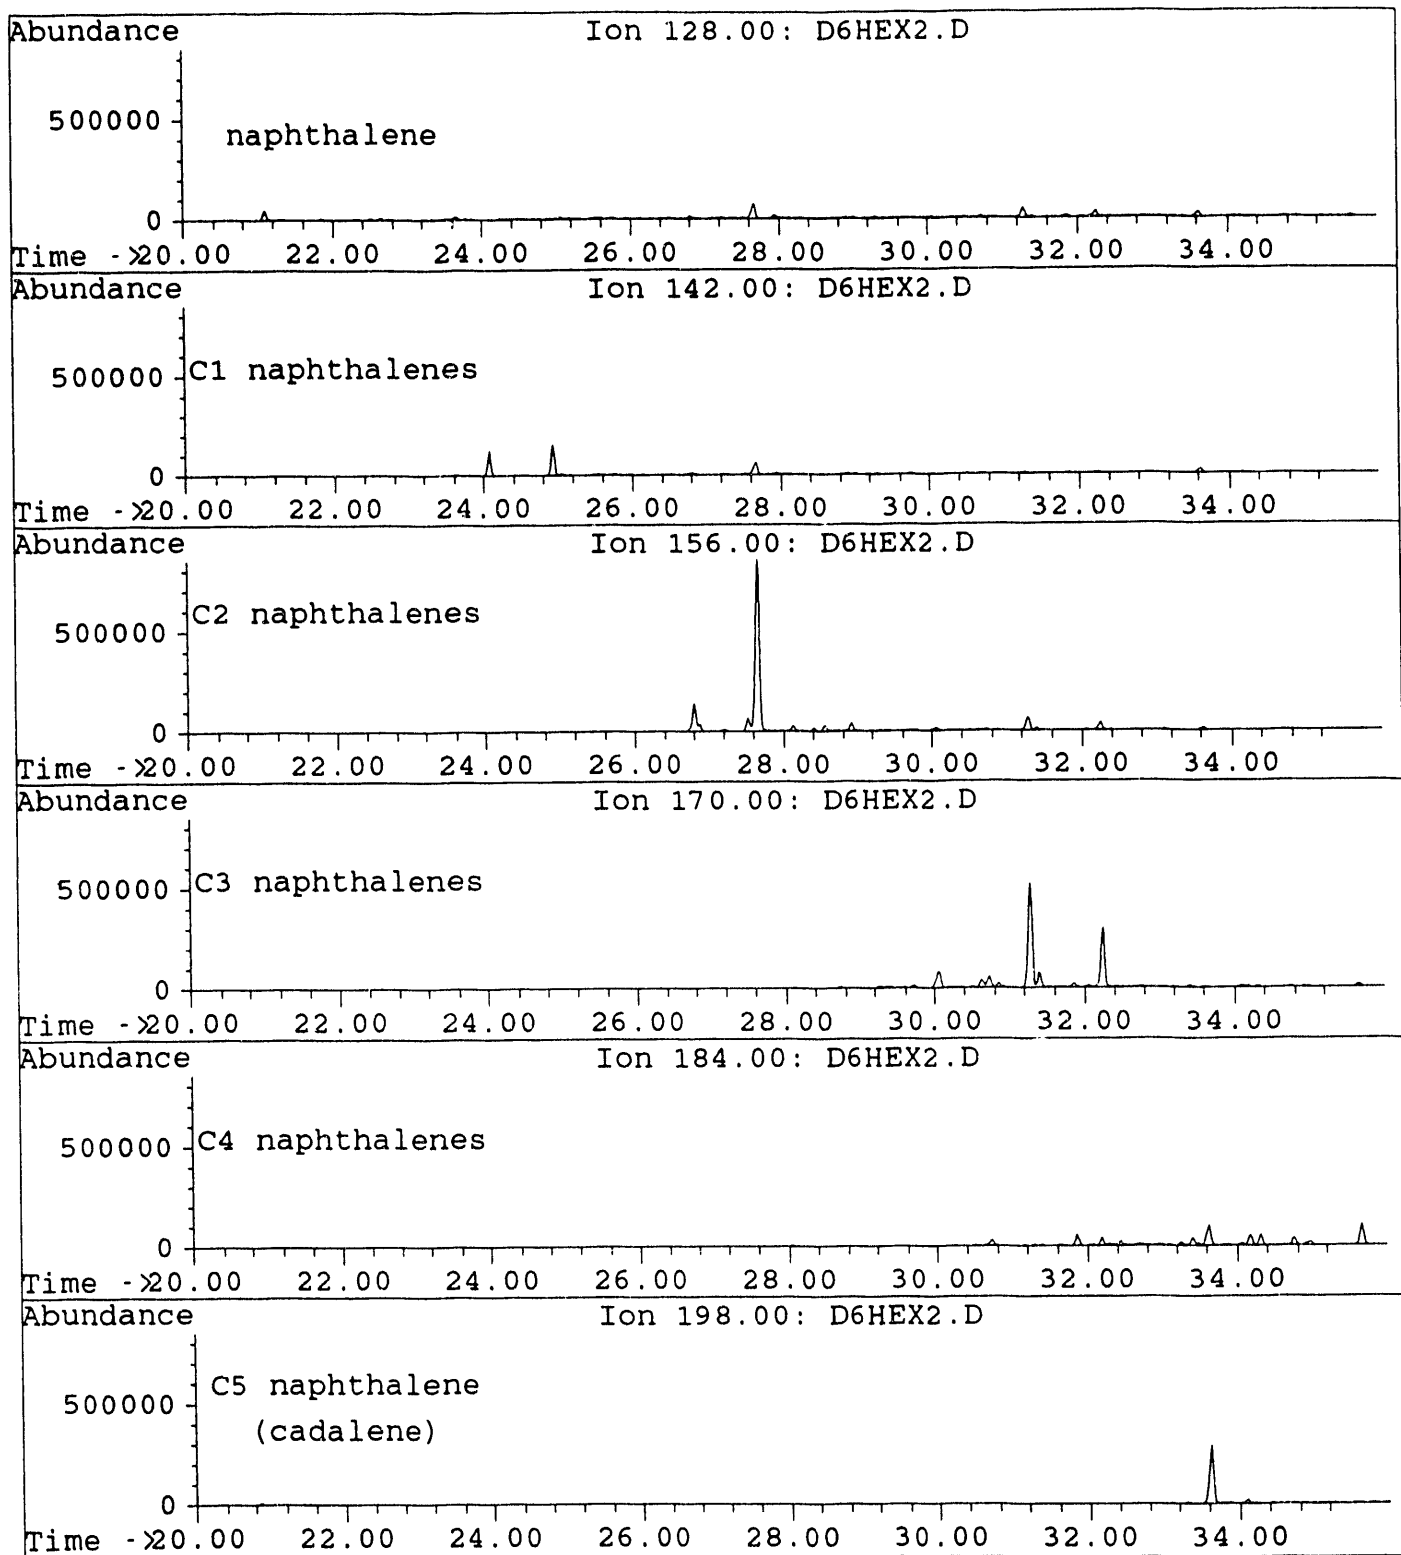 Abundance Ion 128.00: D6HEX2.D
500000
naphthalene
0
Time ->20.00 22.00 24.00 26.00 28.00 30.00 32.00 34.00
Abundance Ion 142.00: D6HEX2.D
500000 C1 naphthalenes
0
Time ->20.00 22.00 24.00 26.00 28.00 30.00 32.00 34.00
Abundance Ion 156.00: D6HEX2.D
C2 naphthalenes
500000
0
Time ->20.00 22.00 24.00 26.00 28.00 30.00 32.00 34.00
Abundance Ion 170.00: D6HEX2.D
500000 C3 naphthalenes
0
Time ->20.00 22.00 24.00 26.00 28.00 30.00 32.00 34.00
Abundance Ion 184.00: D6HEX2.D
500000 C4 naphthalenes
0
Time ->20.00 22.00 24.00 26.00 28.00 30.00 32.00 34.00
Abundance Ion 198.00: D6HEX2.D
C5 naphthalene
500000
(cadalene)
0
Time ->20.00 22.00 24.00 26.00 28.00 30.00 32.00 34.00